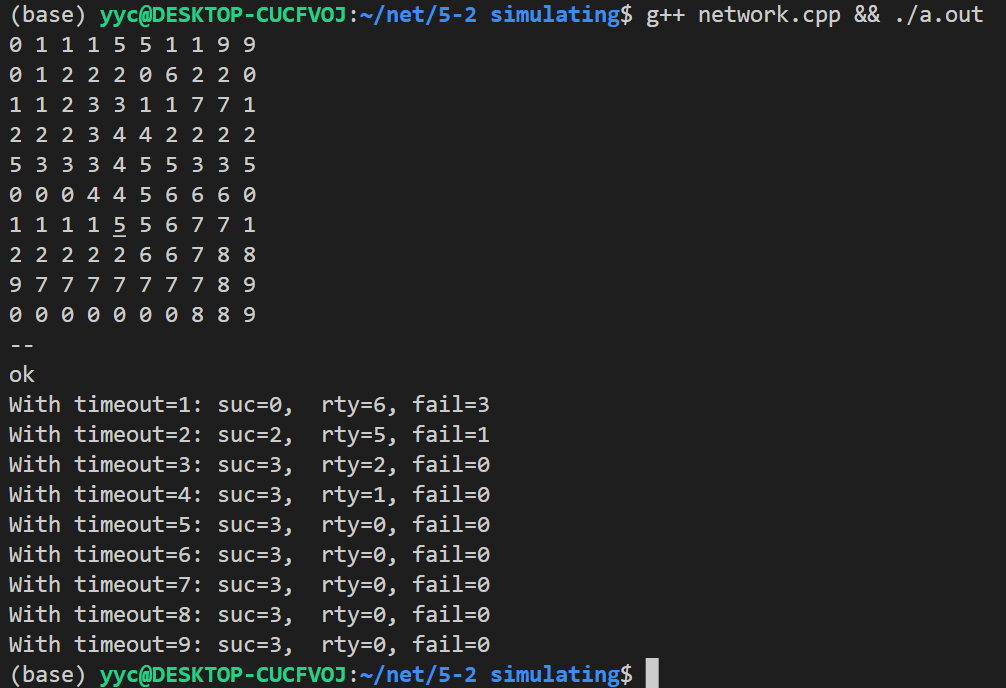 (base) yyc@DESKTOP-CUCFVOJ:~/net/5-2 simulating$ g++ network.cpp && ./a.out
0 1 1 1 5 5 1 1 9 9
0 1 2 2 2 0 6 2 2 0
1 1 2 3 3 1 1 7 7 1
2 2 2 3 4 4 2 2 2 2
5 3 3 3 4 5 5 3 3 5
0 0 0 4 4 5 6 6 6 0
1 1 1 1 5 5 6 7 7 1
2 2 2 2 2 6 6 7 8 8
9 7 7 7 7 7 7 7 8 9
0 0 0 0 0 0 0 8 8 9
--
ok
With timeout=1: suc=0,  rty=6, fail=3
With timeout=2: suc=2,  rty=5, fail=1
With timeout=3: suc=3,  rty=2, fail=0
With timeout=4: suc=3,  rty=1, fail=0
With timeout=5: suc=3,  rty=0, fail=0
With timeout=6: suc=3,  rty=0, fail=0
With timeout=7: suc=3,  rty=0, fail=0
With timeout=8: suc=3,  rty=0, fail=0
With timeout=9: suc=3,  rty=0, fail=0
(base) yyc@DESKTOP-CUCFVOJ:~/net/5-2 simulating$